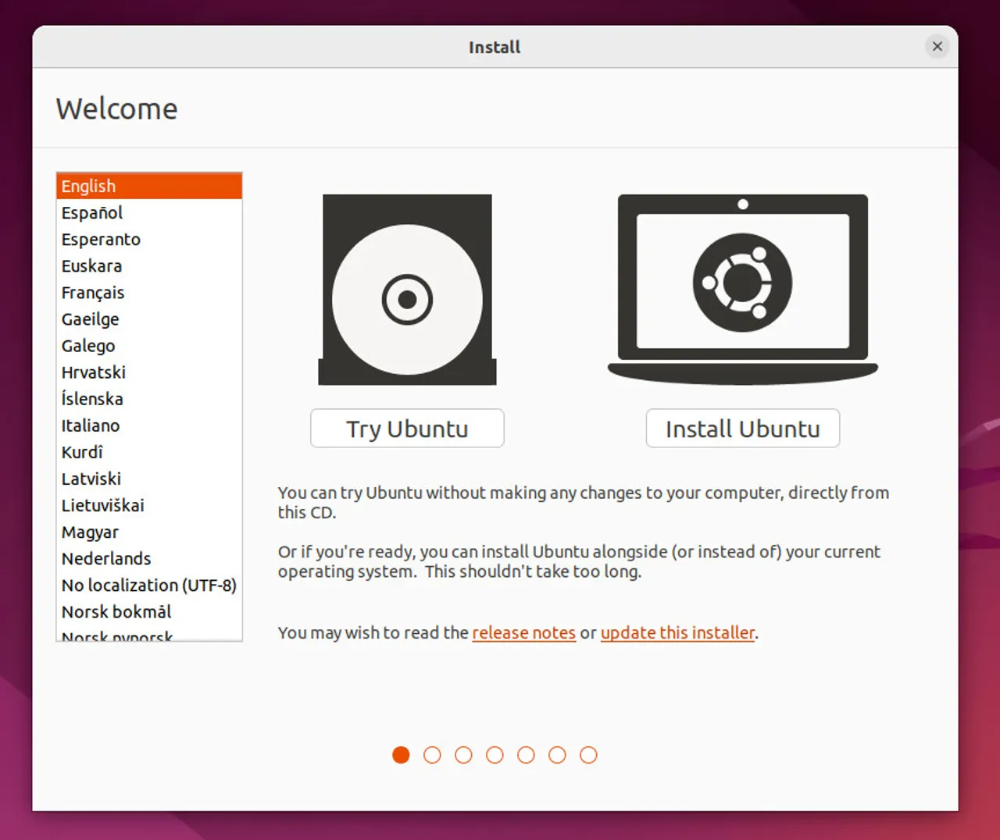 Install
Welcome
English
Español
Esperanto
Euskara
Français
Gaeilge
Galego
Hrvatski
Íslenska
Italiano
Kurdî
Latviski
Lietuviškai
Magyar
Nederlands
No localization (UTF-8)
Norsk bokmål
Norsk nynorsk
Try Ubuntu
Install Ubuntu
You can try Ubuntu without making any changes to your computer, directly from
this CD.
Or if you're ready, you can install Ubuntu alongside (or instead of) your current
operating system.  This shouldn't take too long.
You may wish to read the release notes or update this installer.